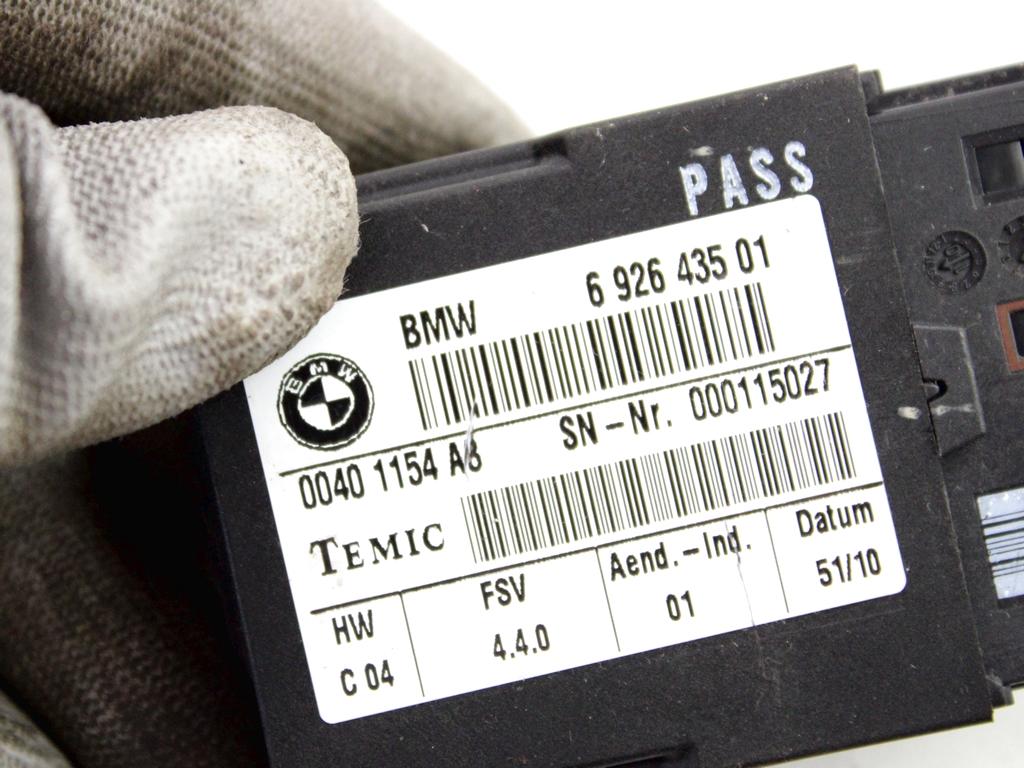 PASS
BMW 6 926 435 01
BMW
0040 1154 A8 SN-Nr. 000115027
TEMIC
HW FSV Aend.-Ind. Datum
C 04 4.4.0 01 51/10